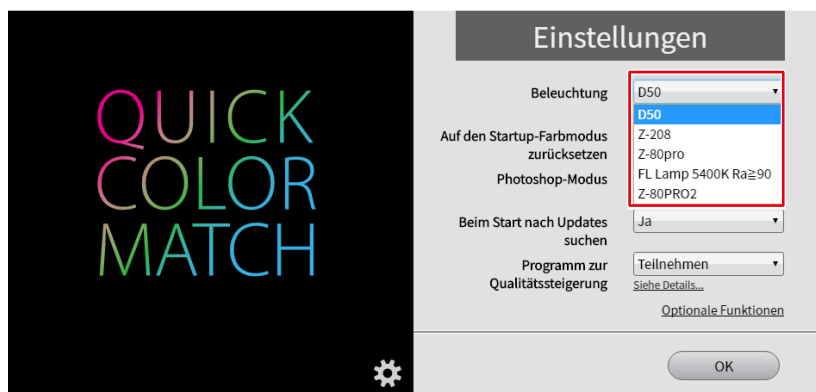 QUICK
COLOR
MATCH
Einstellungen
Beleuchtung
D50
D50
Z-208
Z-80pro
FL Lamp 5400K Ra≧90
Z-80PRO2
Auf den Startup-Farbmodus
zurücksetzen
Photoshop-Modus
Beim Start nach Updates
suchen
Ja
Programm zur
Qualitätssteigerung
Teilnehmen
Siehe Details...
Optionale Funktionen
OK